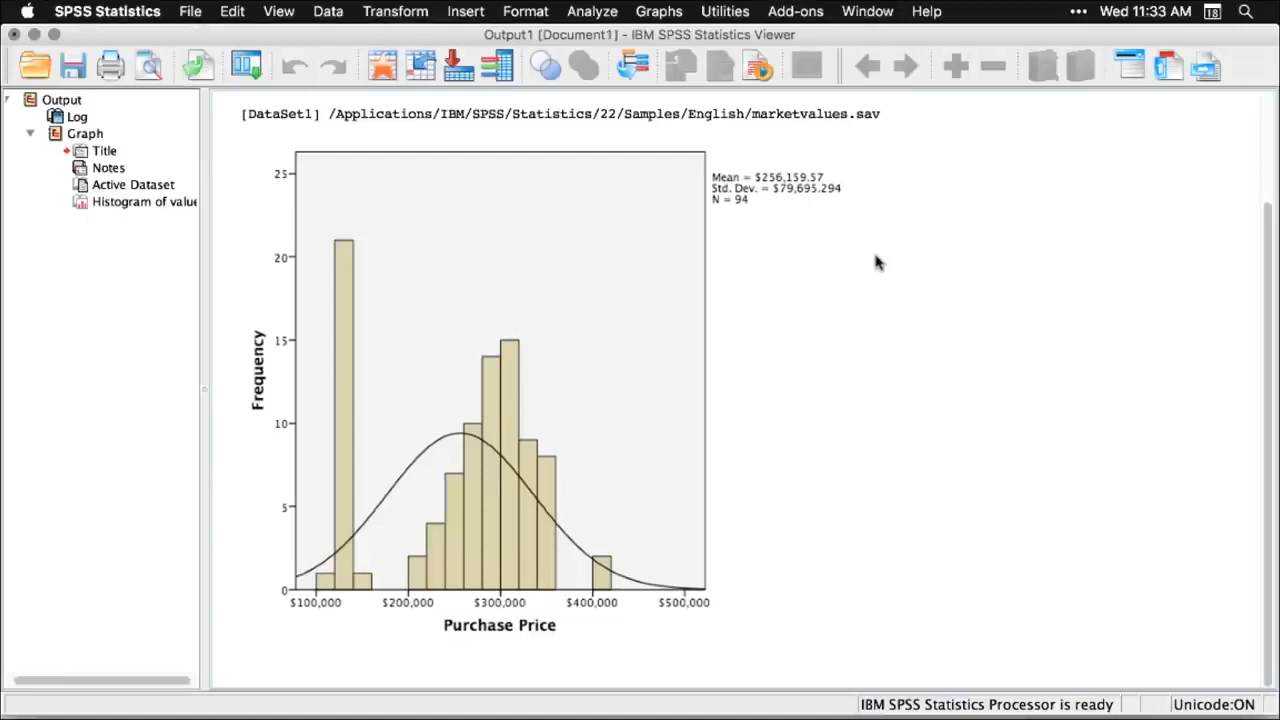 SPSS Statistics File Edit View Data Transform Insert Format Analyze Graphs Utilities Add-ons Window Help ••• Wed 11:33 AM 18
Output1 [Document1] - IBM SPSS Statistics Viewer
Output
Log
Graph
Title
Notes
Active Dataset
Histogram of value
[DataSet1] /Applications/IBM/SPSS/Statistics/22/Samples/English/marketvalues.sav
Mean = $256,159.57
Std. Dev. = $79,695.294
N = 94
25
20
15
10
5
0
Frequency
$100,000 $200,000 $300,000 $400,000 $500,000
Purchase Price
IBM SPSS Statistics Processor is ready Unicode:ON